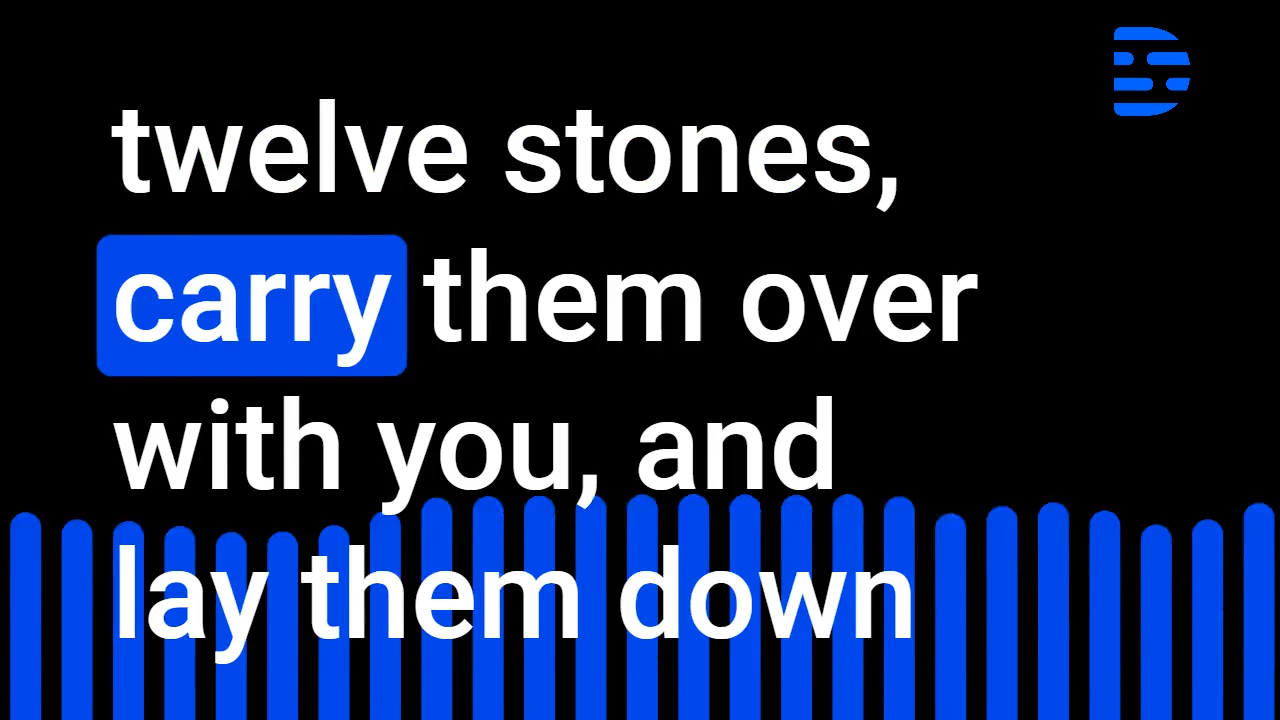 twelve stones,
carry them over
with you, and
lay them down